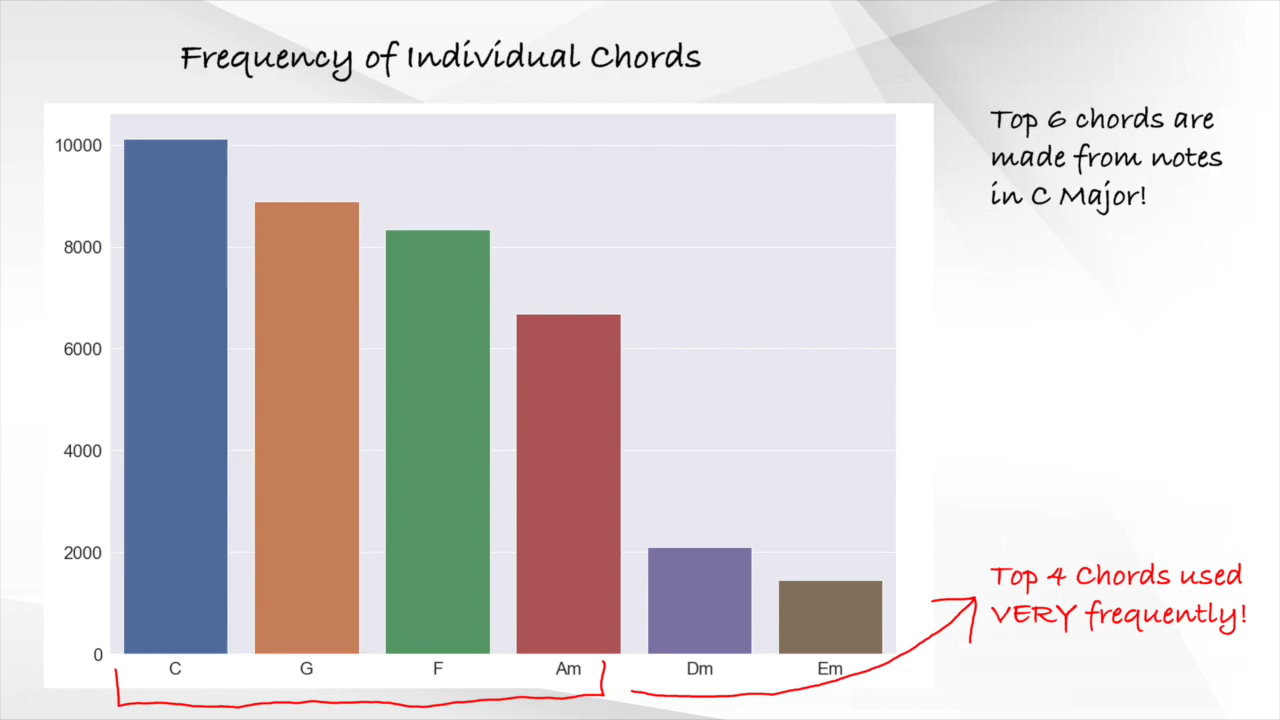 Frequency of Individual Chords
Top 6 chords are
made from notes
in C Major!
10000
8000
6000
4000
2000
0
C G F Am Dm Em
Top 4 Chords used
VERY frequently!